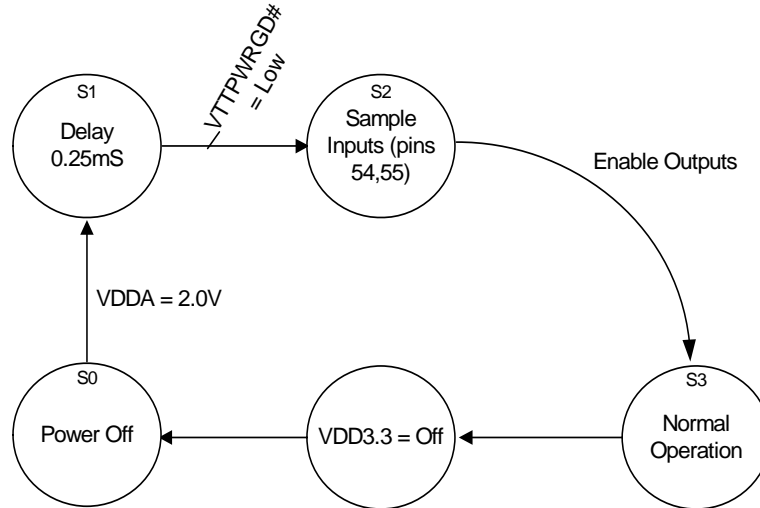 S1
Delay
0.25mS
VTTPWRGD#
= Low
S2
Sample
Inputs (pins
54,55)
Enable Outputs
VDDA = 2.0V
S0
Power Off
VDD3.3 = Off
S3
Normal
Operation